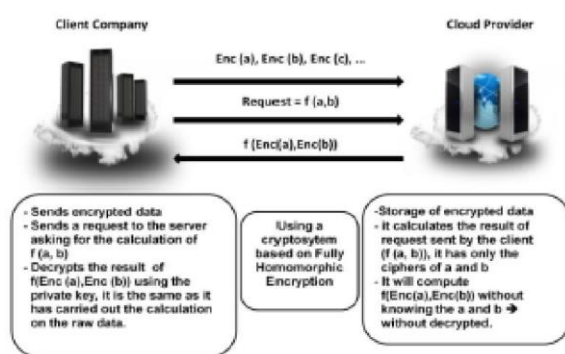 Client Company
Cloud Provider
Enc (a), Enc (b), Enc (c), ...
Request = f (a,b)
f (Enc(a),Enc(b))
- Sends encrypted data
- Sends a request to the server
asking for the calculation of
f (a, b)
- Decrypts the result of
f(Enc (a),Enc (b)) using the
private key, it is the same as it
has carried out the calculation
on the raw data.
Using a
cryptosytem
based on Fully
Homomorphic
Encryption
-Storage of encrypted data
- it calculates the result of
request sent by the client
(f (a, b)), it has only the
ciphers of a and b
- It will compute
f(Enc(a),Enc(b)) without
knowing the a and b →
without decrypted.